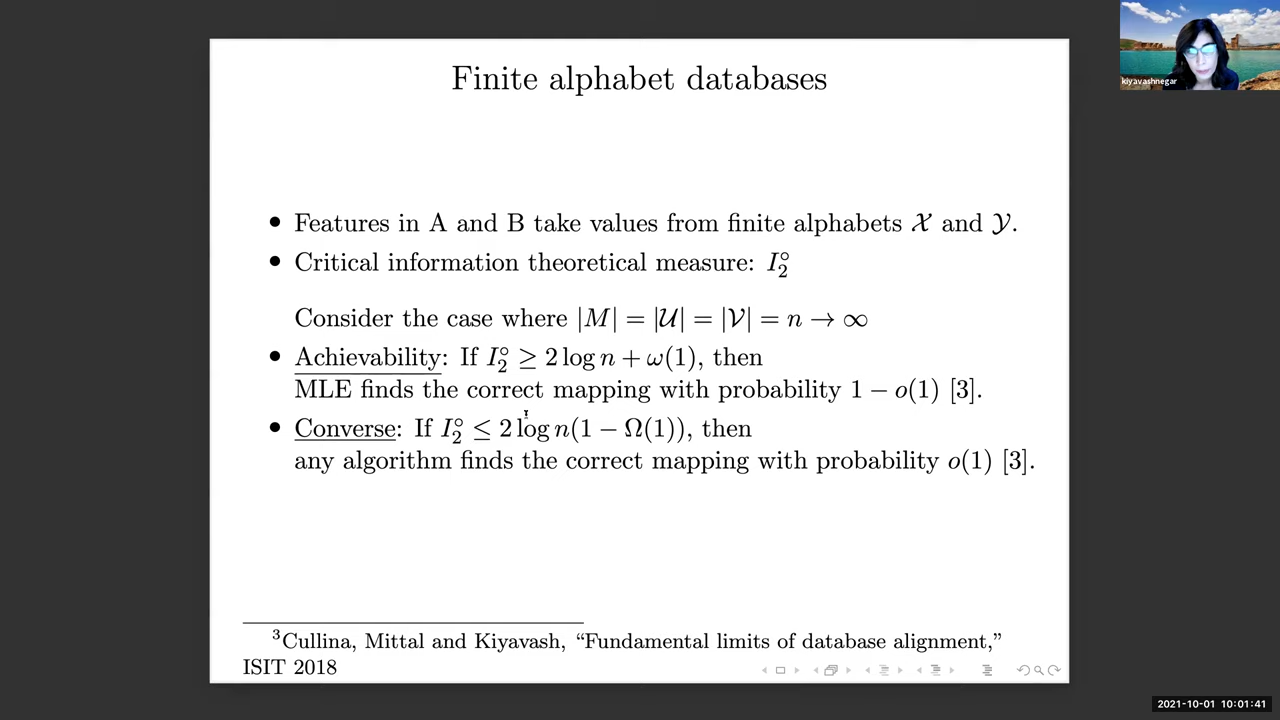 Finite alphabet databases
kiyavashnegar
• Features in A and B take values from finite alphabets 𝒳 and 𝒴.
• Critical information theoretical measure: I₂°
Consider the case where |M| = |𝒰| = |𝒱| = n → ∞
• Achievability: If I₂° ≥ 2 log n + ω(1), then
MLE finds the correct mapping with probability 1 − o(1) [3].
• Converse: If I₂° ≤ 2 log n(1 − Ω(1)), then
any algorithm finds the correct mapping with probability o(1) [3].
³Cullina, Mittal and Kiyavash, “Fundamental limits of database alignment,”
ISIT 2018
2021-10-01 10:01:41